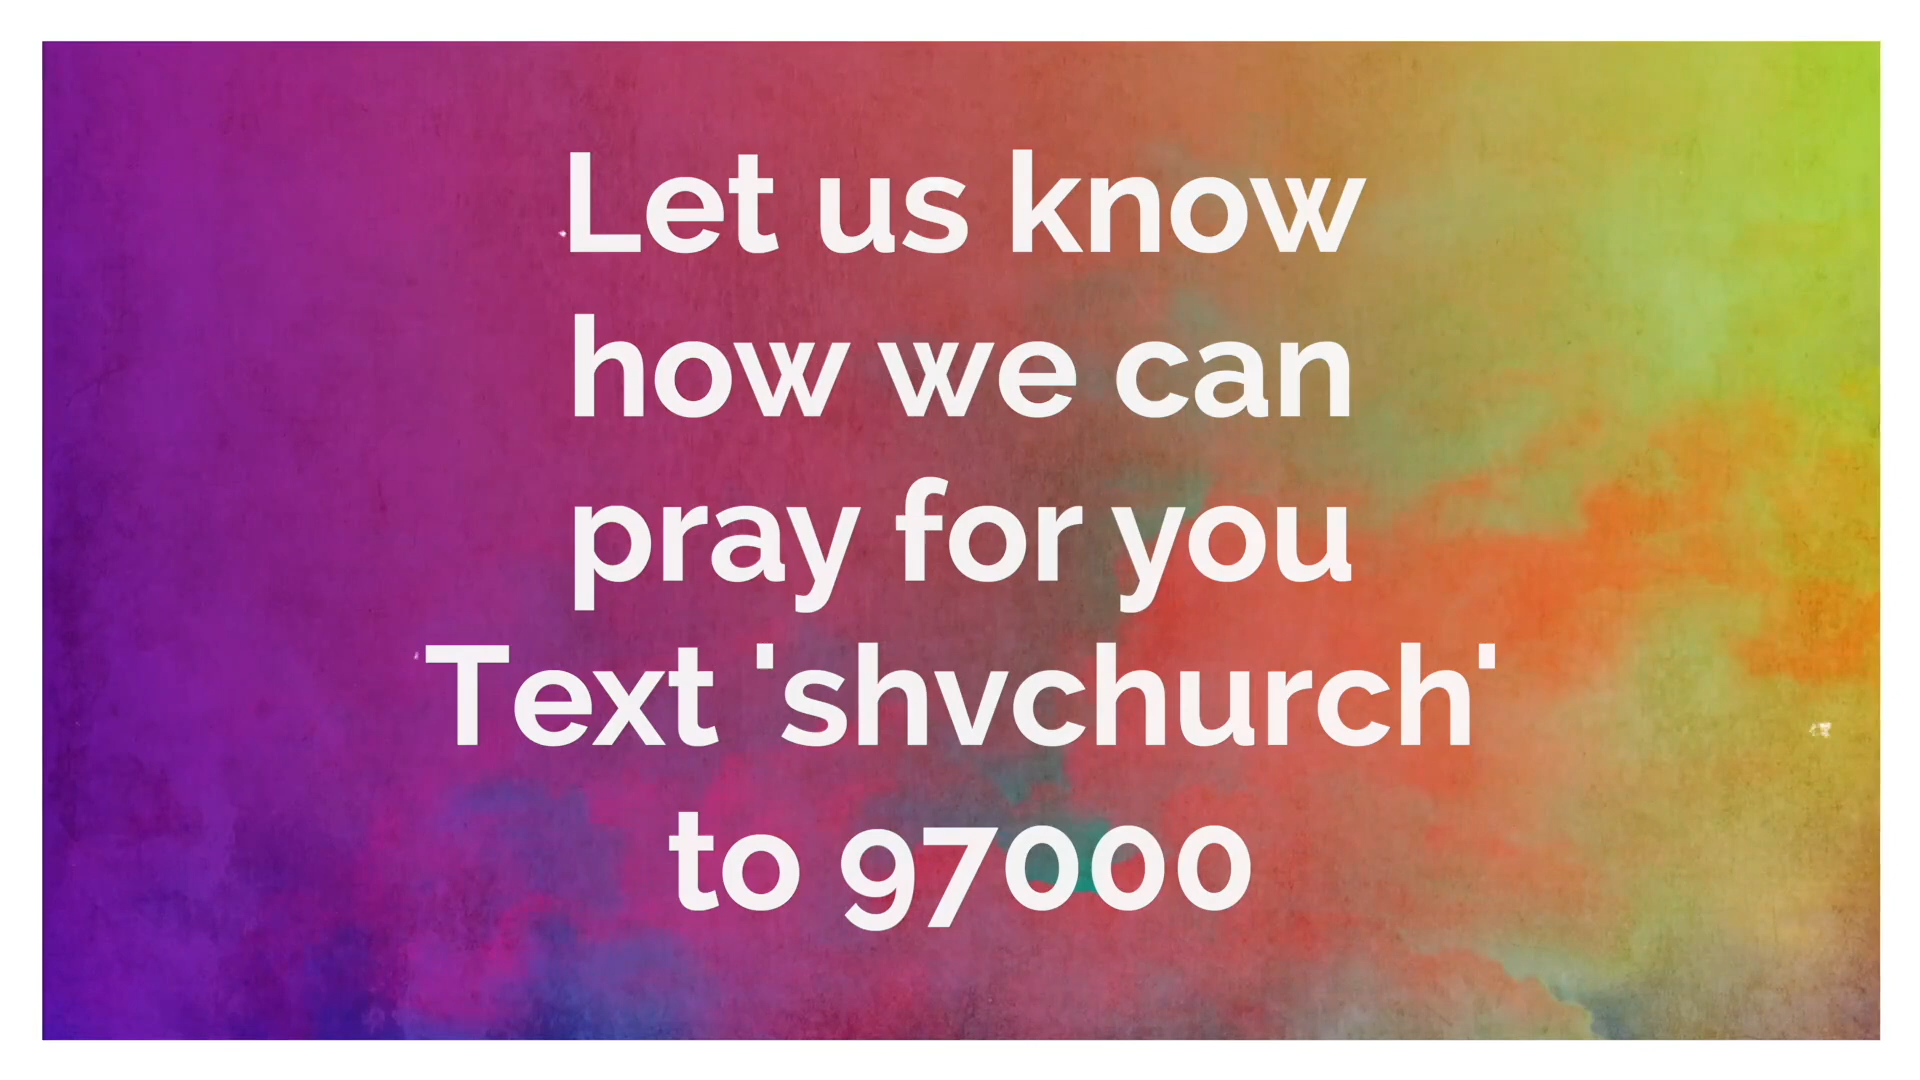 Let us know
how we can
pray for you
Text 'shvchurch'
to 97000